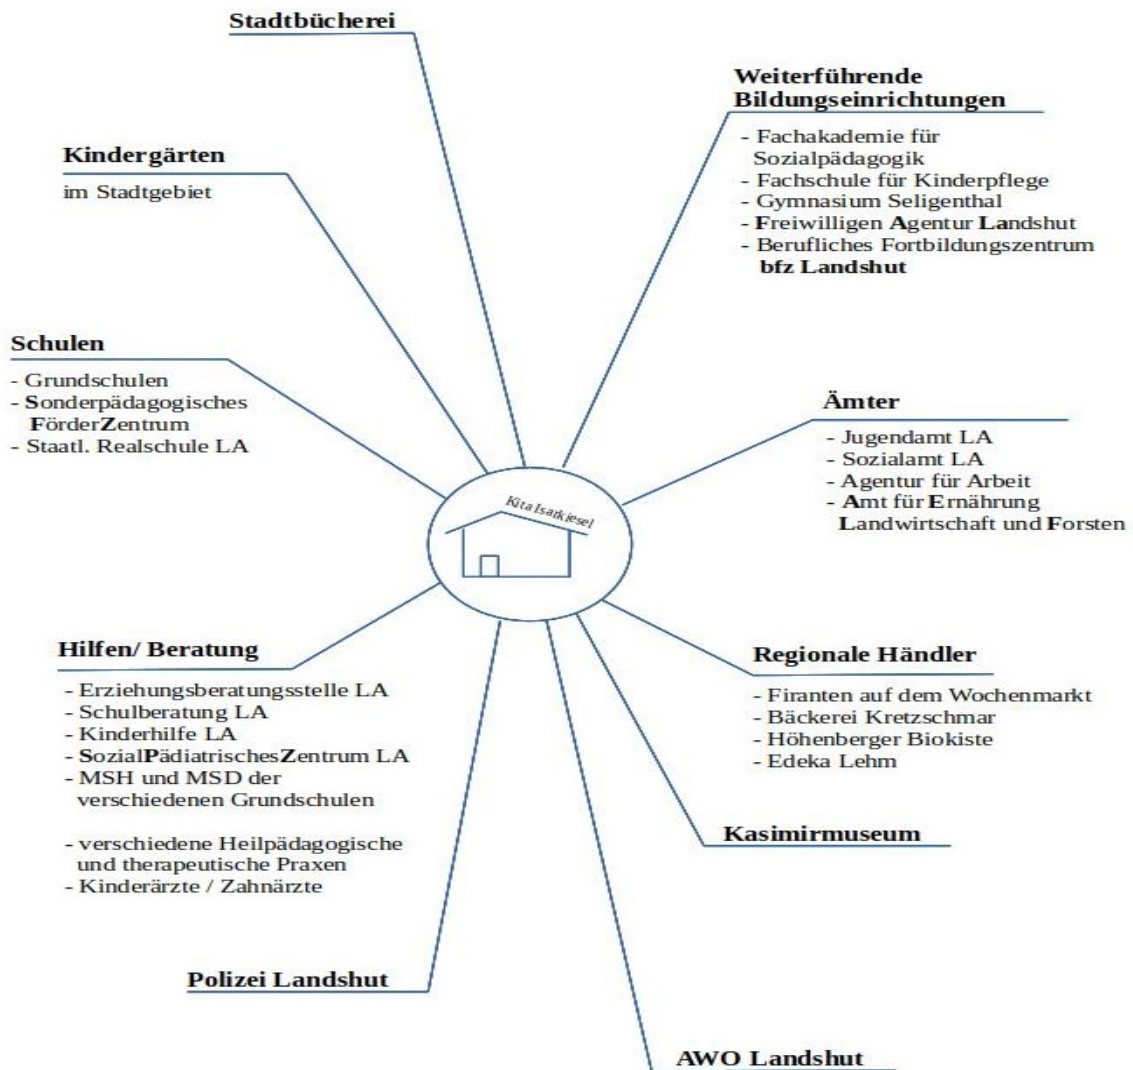 Stadtbücherei
Weiterführende
Bildungseinrichtungen
- Fachakademie für
Sozialpädagogik
- Fachschule für Kinderpflege
- Gymnasium Seligenthal
- Freiwilligen Agentur Landshut
- Berufliches Fortbildungszentrum
bfz Landshut
Kindergärten
im Stadtgebiet
Schulen
- Grundschulen
- Sonderpädagogisches
FörderZentrum
- Staatl. Realschule LA
Ämter
- Jugendamt LA
- Sozialamt LA
- Agentur für Arbeit
- Amt für Ernährung
Landwirtschaft und Forsten
Kita Isarkiesel
Hilfen/ Beratung
- Erziehungsberatungsstelle LA
- Schulberatung LA
- Kinderhilfe LA
- SozialPädiatrischesZentrum LA
- MSH und MSD der
verschiedenen Grundschulen
- verschiedene Heilpädagogische
und therapeutische Praxen
- Kinderärzte / Zahnärzte
Regionale Händler
- Firanten auf dem Wochenmarkt
- Bäckerei Kretzschmar
- Höhenberger Biokiste
- Edeka Lehm
Kasimirmuseum
Polizei Landshut
AWO Landshut